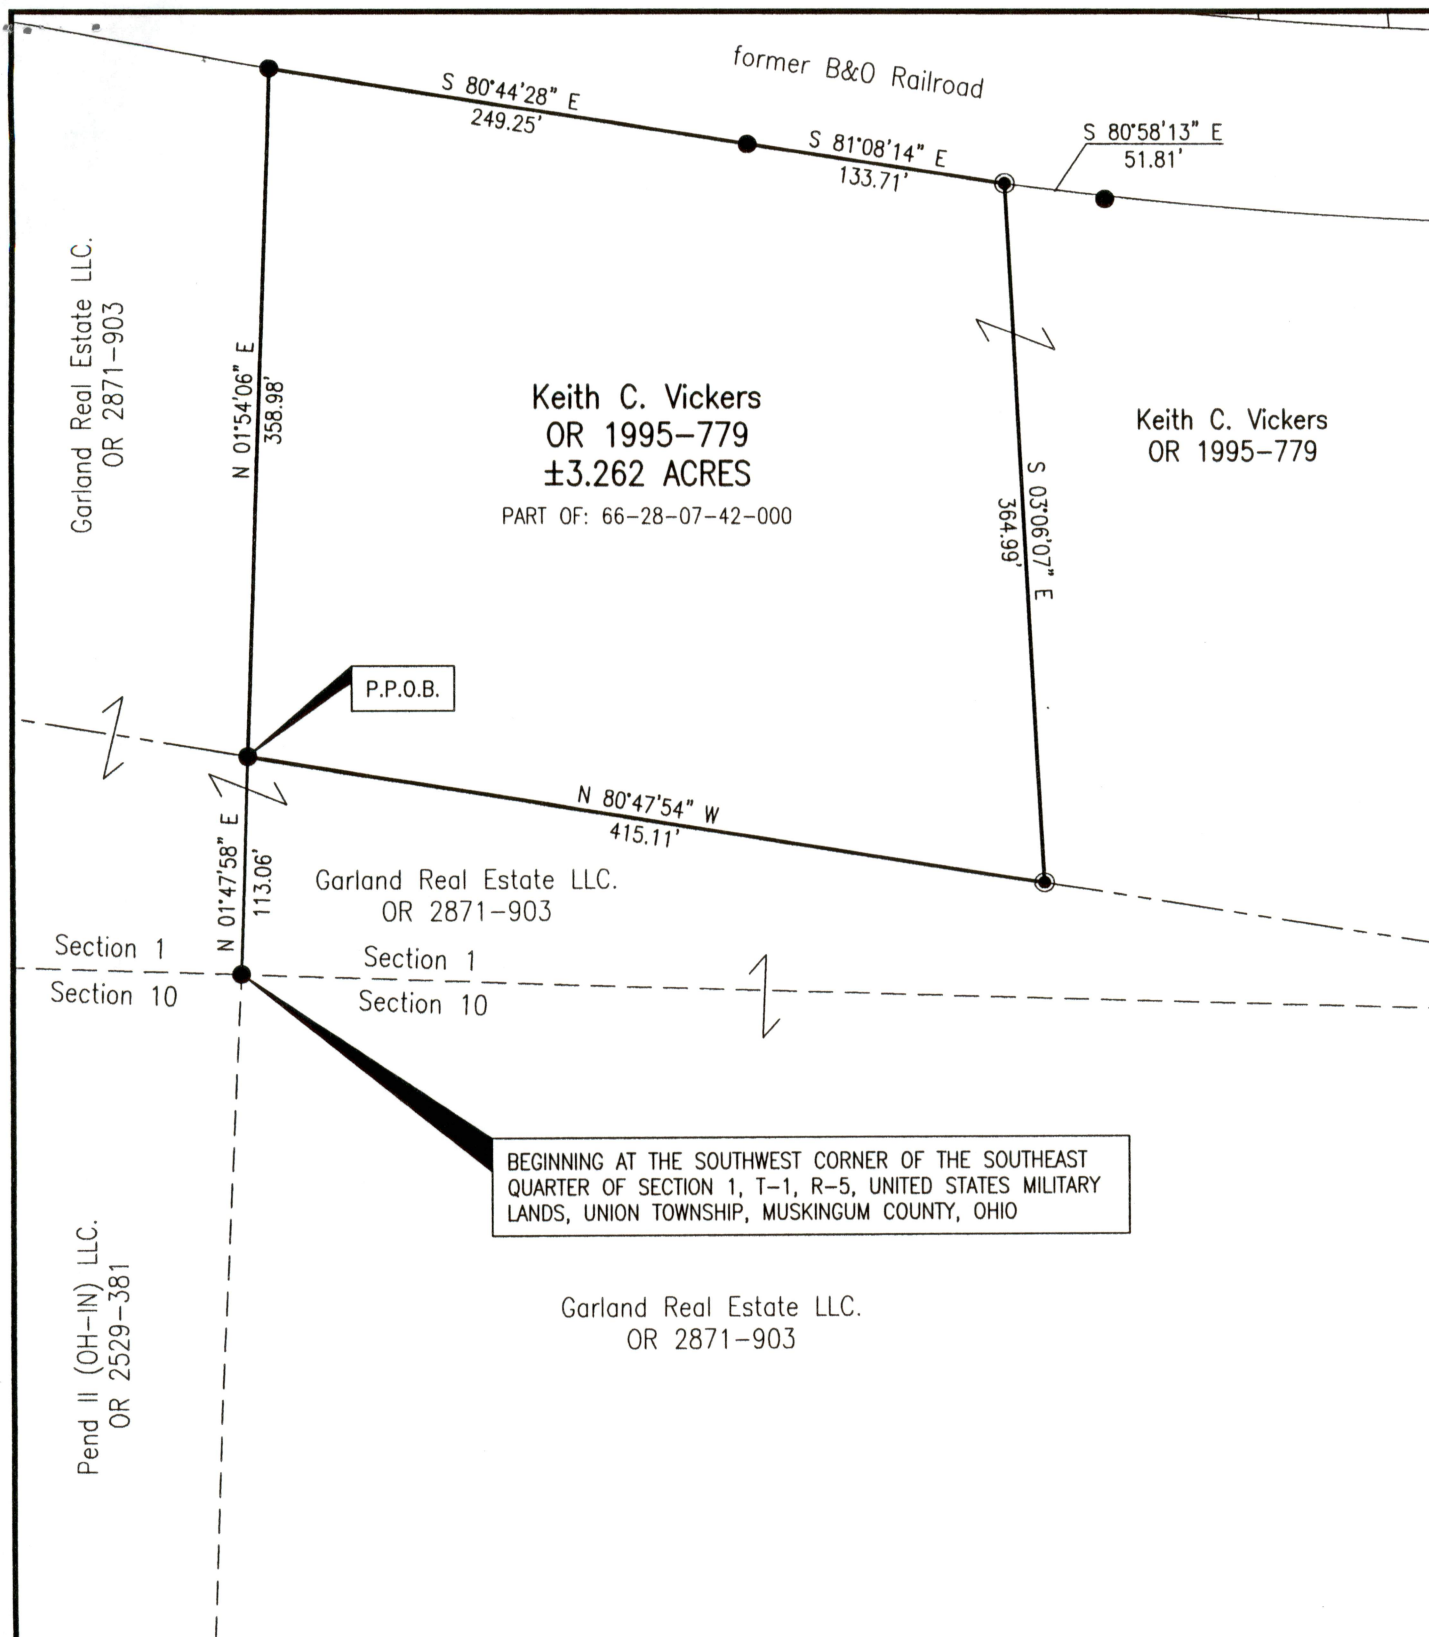 former B&O Railroad
S 80°44'28" E
249.25'
S 81°08'14" E
133.71'
S 80°58'13" E
51.81'
Garland Real Estate LLC.
OR 2871-903
N 01°54'06" E
358.98'
Keith C. Vickers
OR 1995-779
±3.262 ACRES
PART OF: 66-28-07-42-000
S 03°06'07" E
364.99'
Keith C. Vickers
OR 1995-779
P.P.O.B.
N 80°47'54" W
415.11'
N 01°47'58" E
113.06'
Garland Real Estate LLC.
OR 2871-903
Section 1
Section 10
Section 1
Section 10
BEGINNING AT THE SOUTHWEST CORNER OF THE SOUTHEAST
QUARTER OF SECTION 1, T-1, R-5, UNITED STATES MILITARY
LANDS, UNION TOWNSHIP, MUSKINGUM COUNTY, OHIO
Pend II (OH-IN) LLC.
OR 2529-381
Garland Real Estate LLC.
OR 2871-903